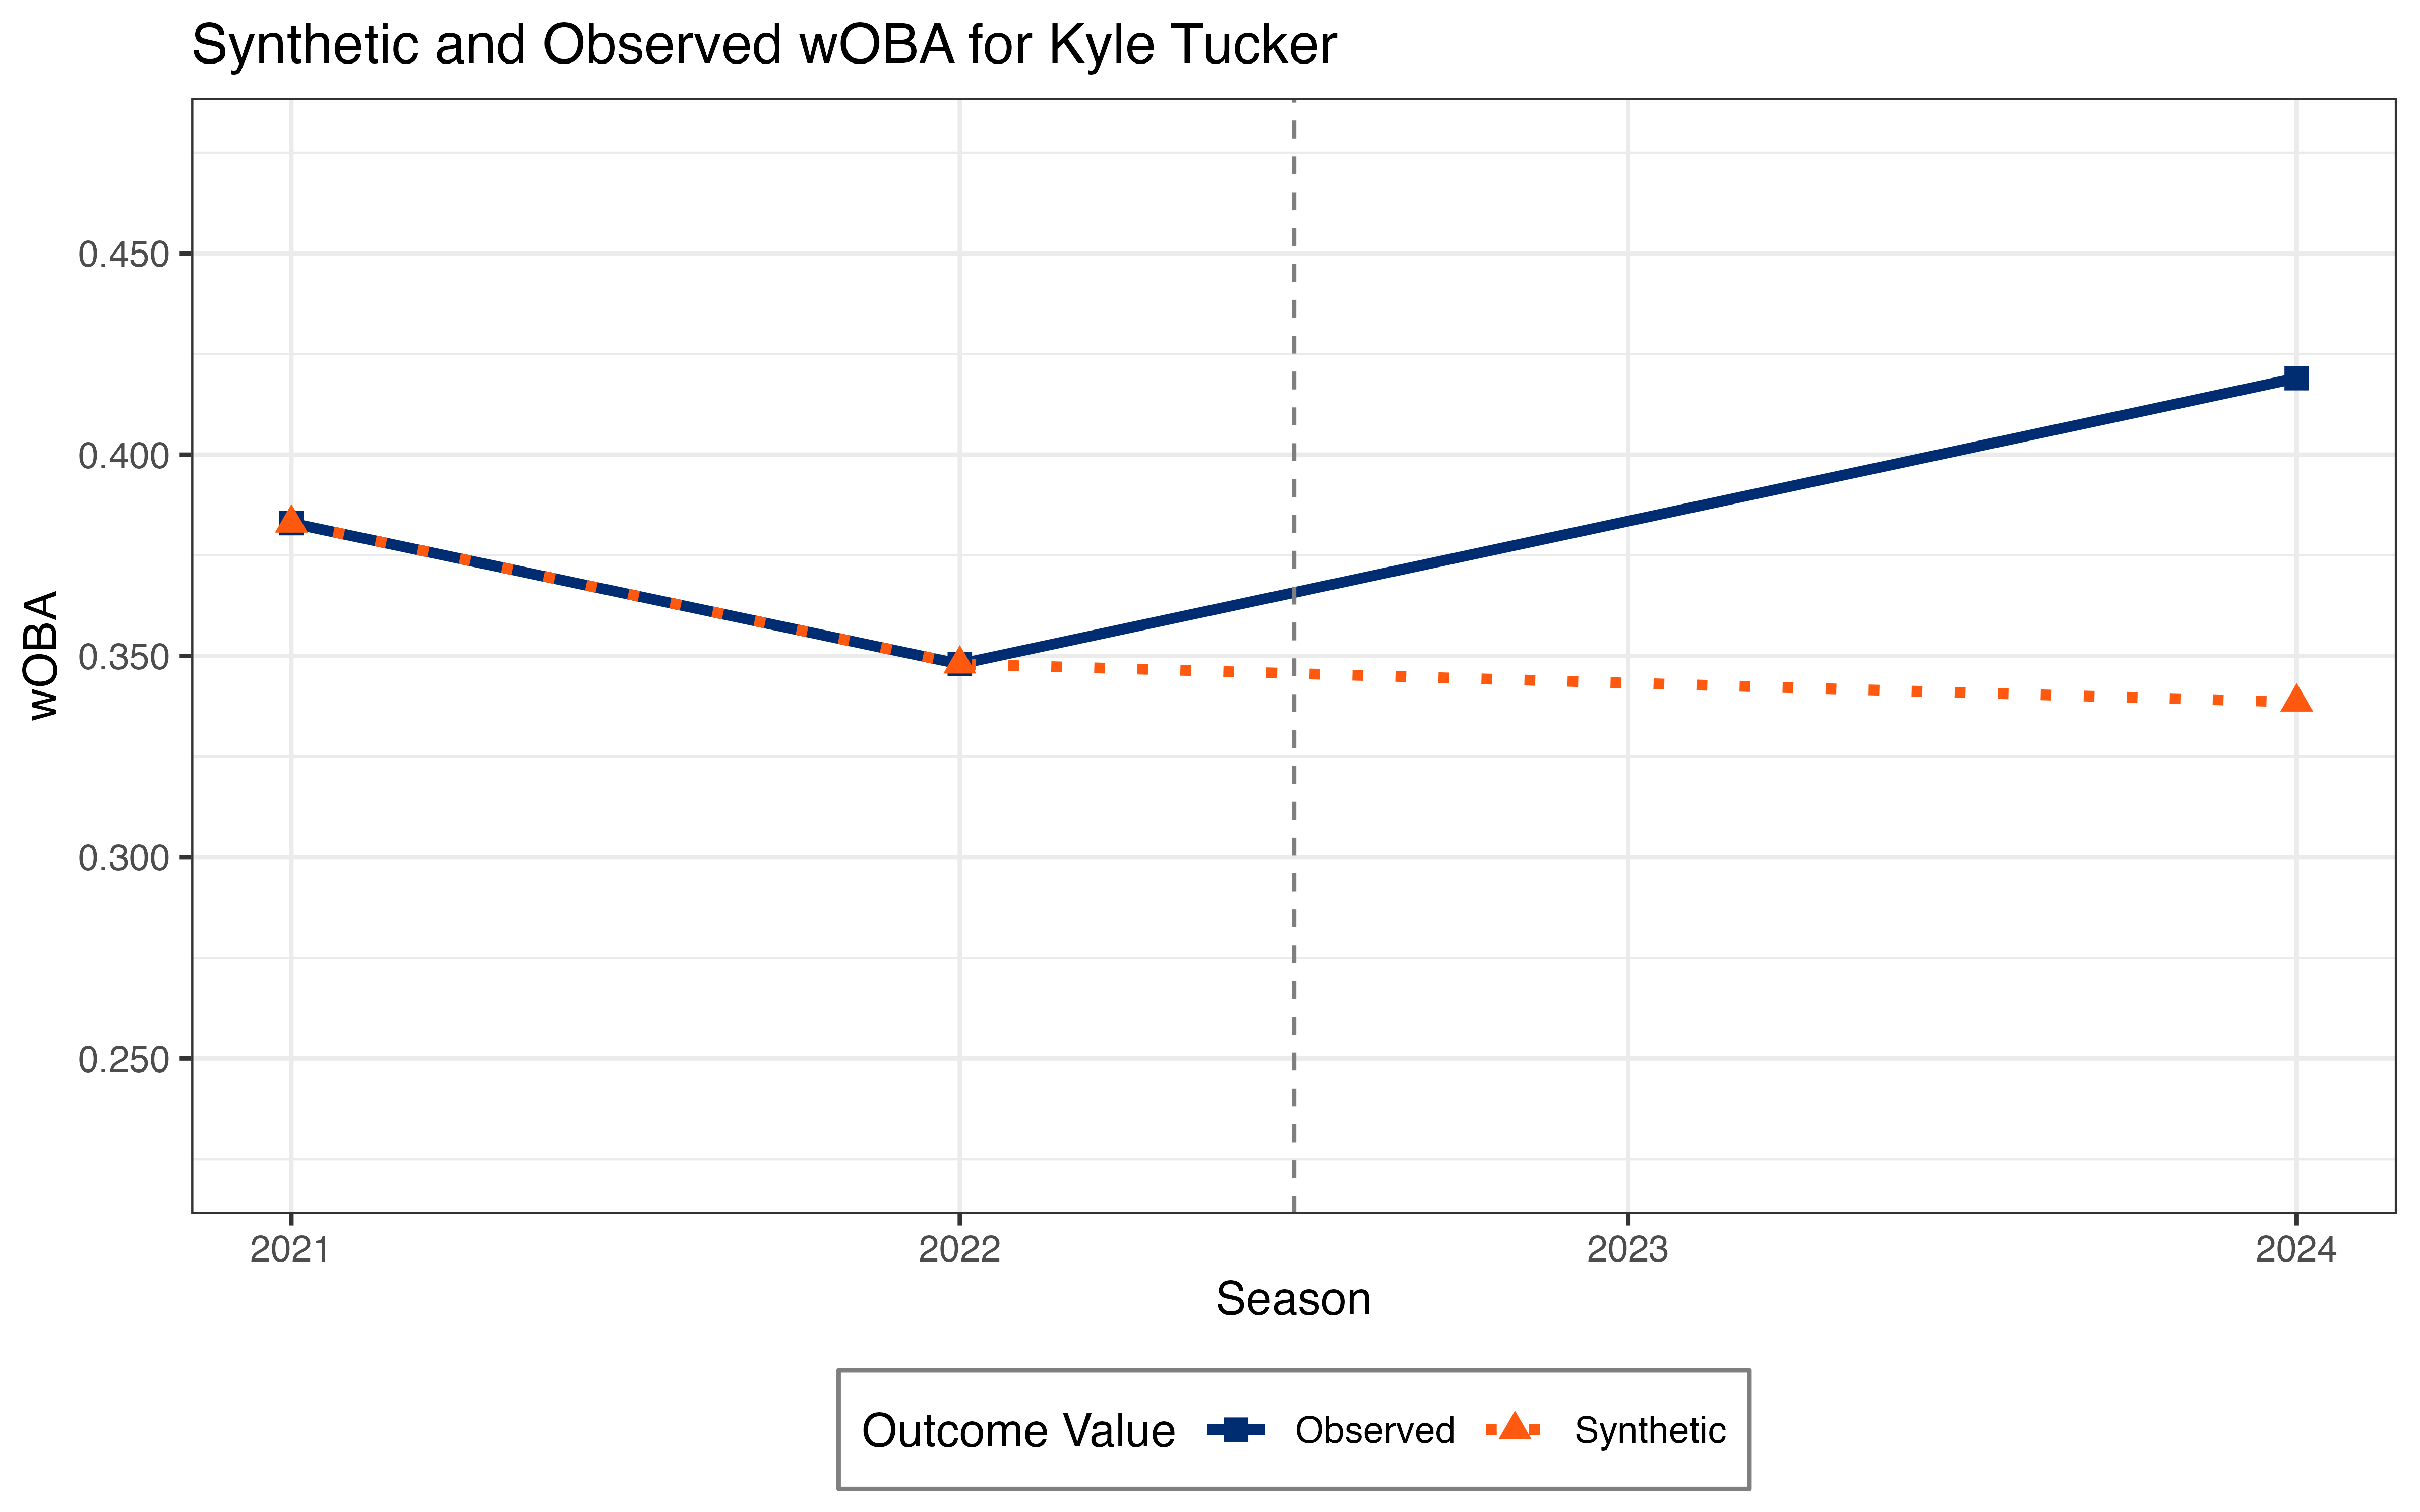 Synthetic and Observed wOBA for Kyle Tucker
wOBA
0.450
0.400
0.350
0.300
0.250
2021 2022 2023 2024
Season
Outcome Value Observed Synthetic